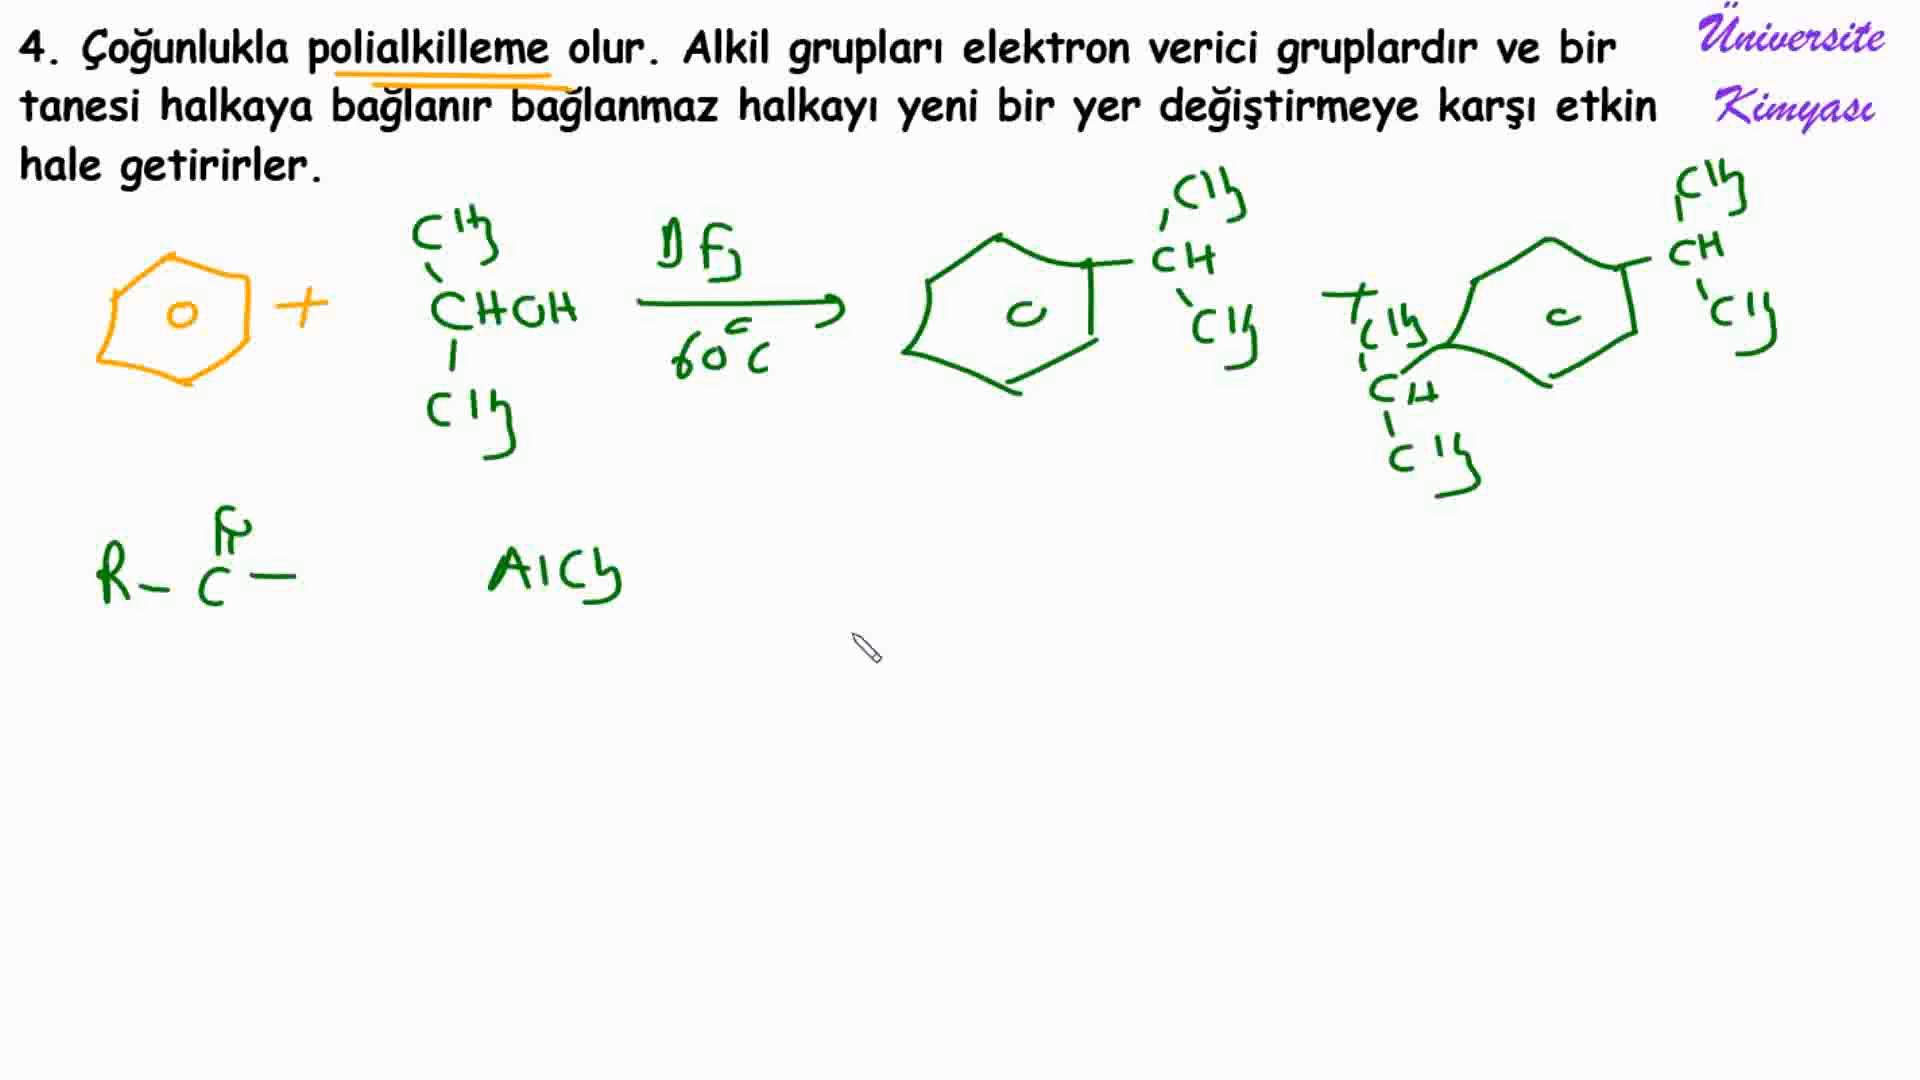 4. Çoğunlukla polialkilleme olur. Alkil grupları elektron verici gruplardır ve bir
tanesi halkaya bağlanır bağlanmaz halkayı yeni bir yer değiştirmeye karşı etkin
hale getirirler.
Üniversite
Kimyası
CH3
CHOH
CH3
+
BF3
60°C
CH3
CH
CH3
+
CH3
CH
CH3
CH3
CH
CH3
R - C -
AlCl3